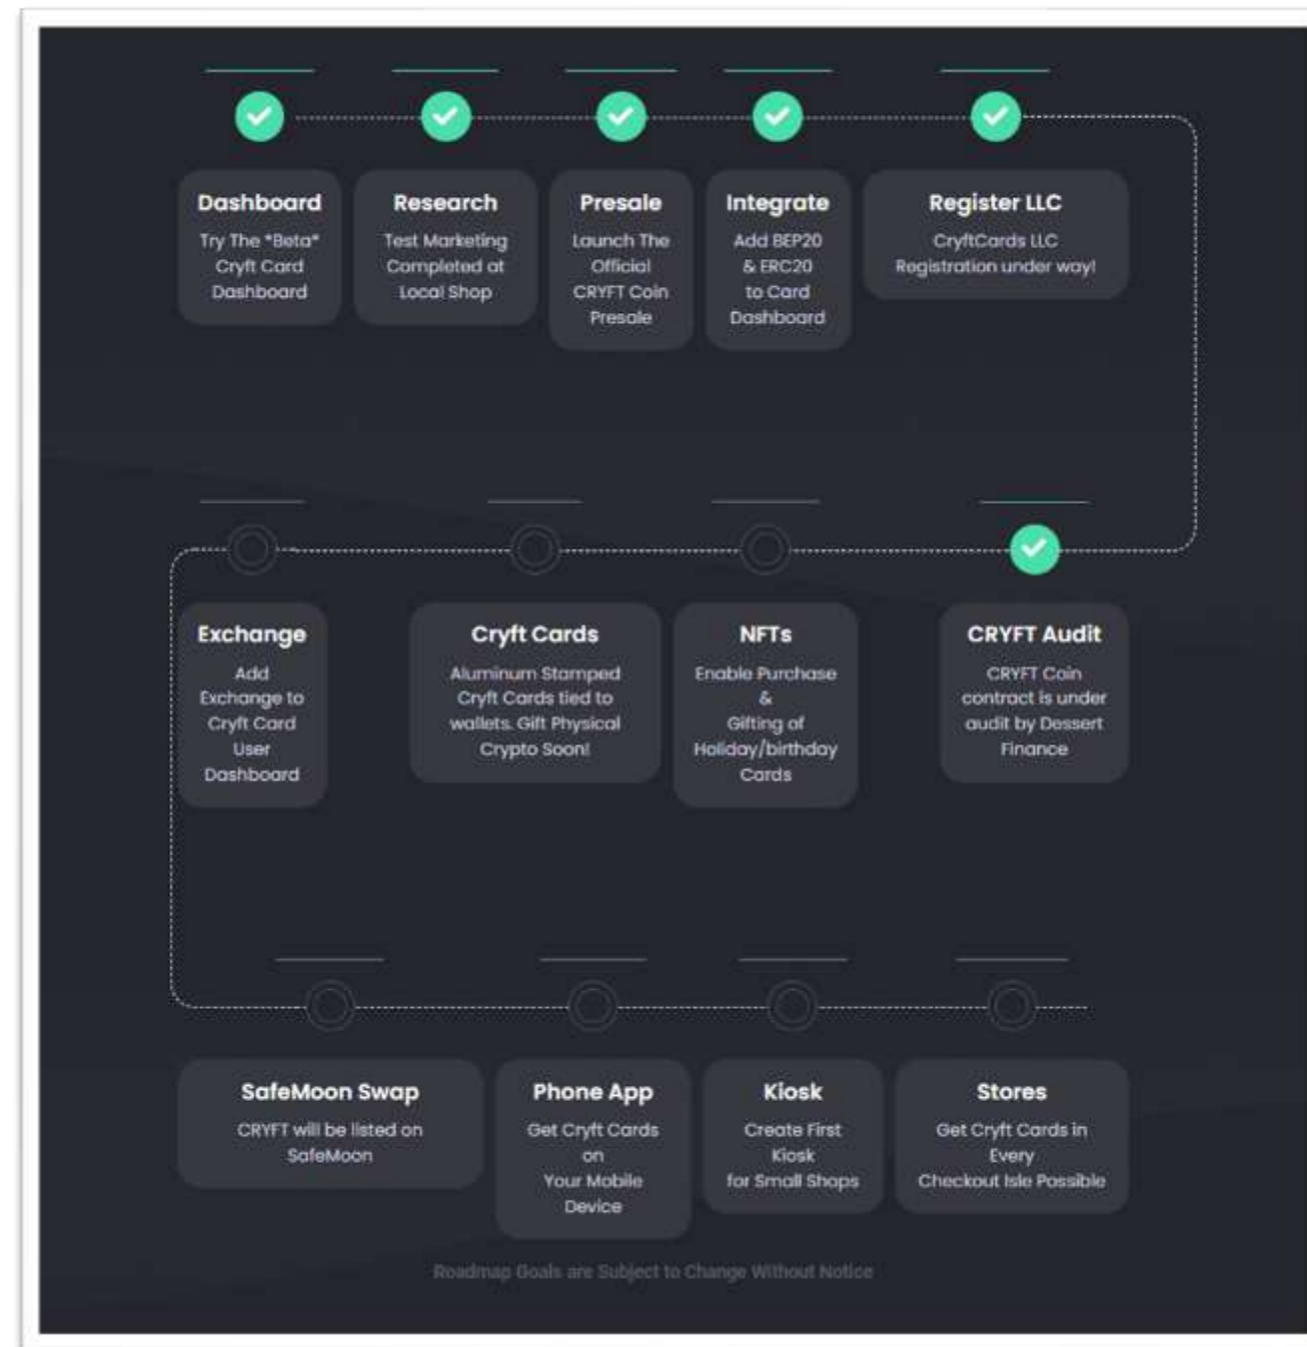 Dashboard
Try The *Beta*
Cryft Card
Dashboard
Research
Test Marketing
Completed at
Local Shop
Presale
Launch The
Official
CRYFT Coin
Presale
Integrate
Add BEP20
& ERC20
to Card
Dashboard
Register LLC
CryftCards LLC
Registration under way!
Exchange
Add
Exchange to
Cryft Card
User
Dashboard
Cryft Cards
Aluminum Stamped
Cryft Cards tied to
wallets. Gift Physical
Crypto Soon!
NFTs
Enable Purchase
&
Gifting of
Holiday/birthday
Cards
CRYFT Audit
CRYFT Coin
contract is under
audit by Dessert
Finance
SafeMoon Swap
CRYFT will be listed on
SafeMoon
Phone App
Get Cryft Cards
on
Your Mobile
Device
Kiosk
Create First
Kiosk
for Small Shops
Stores
Get Cryft Cards in
Every
Checkout Isle Possible
Roadmap Goals are Subject to Change Without Notice